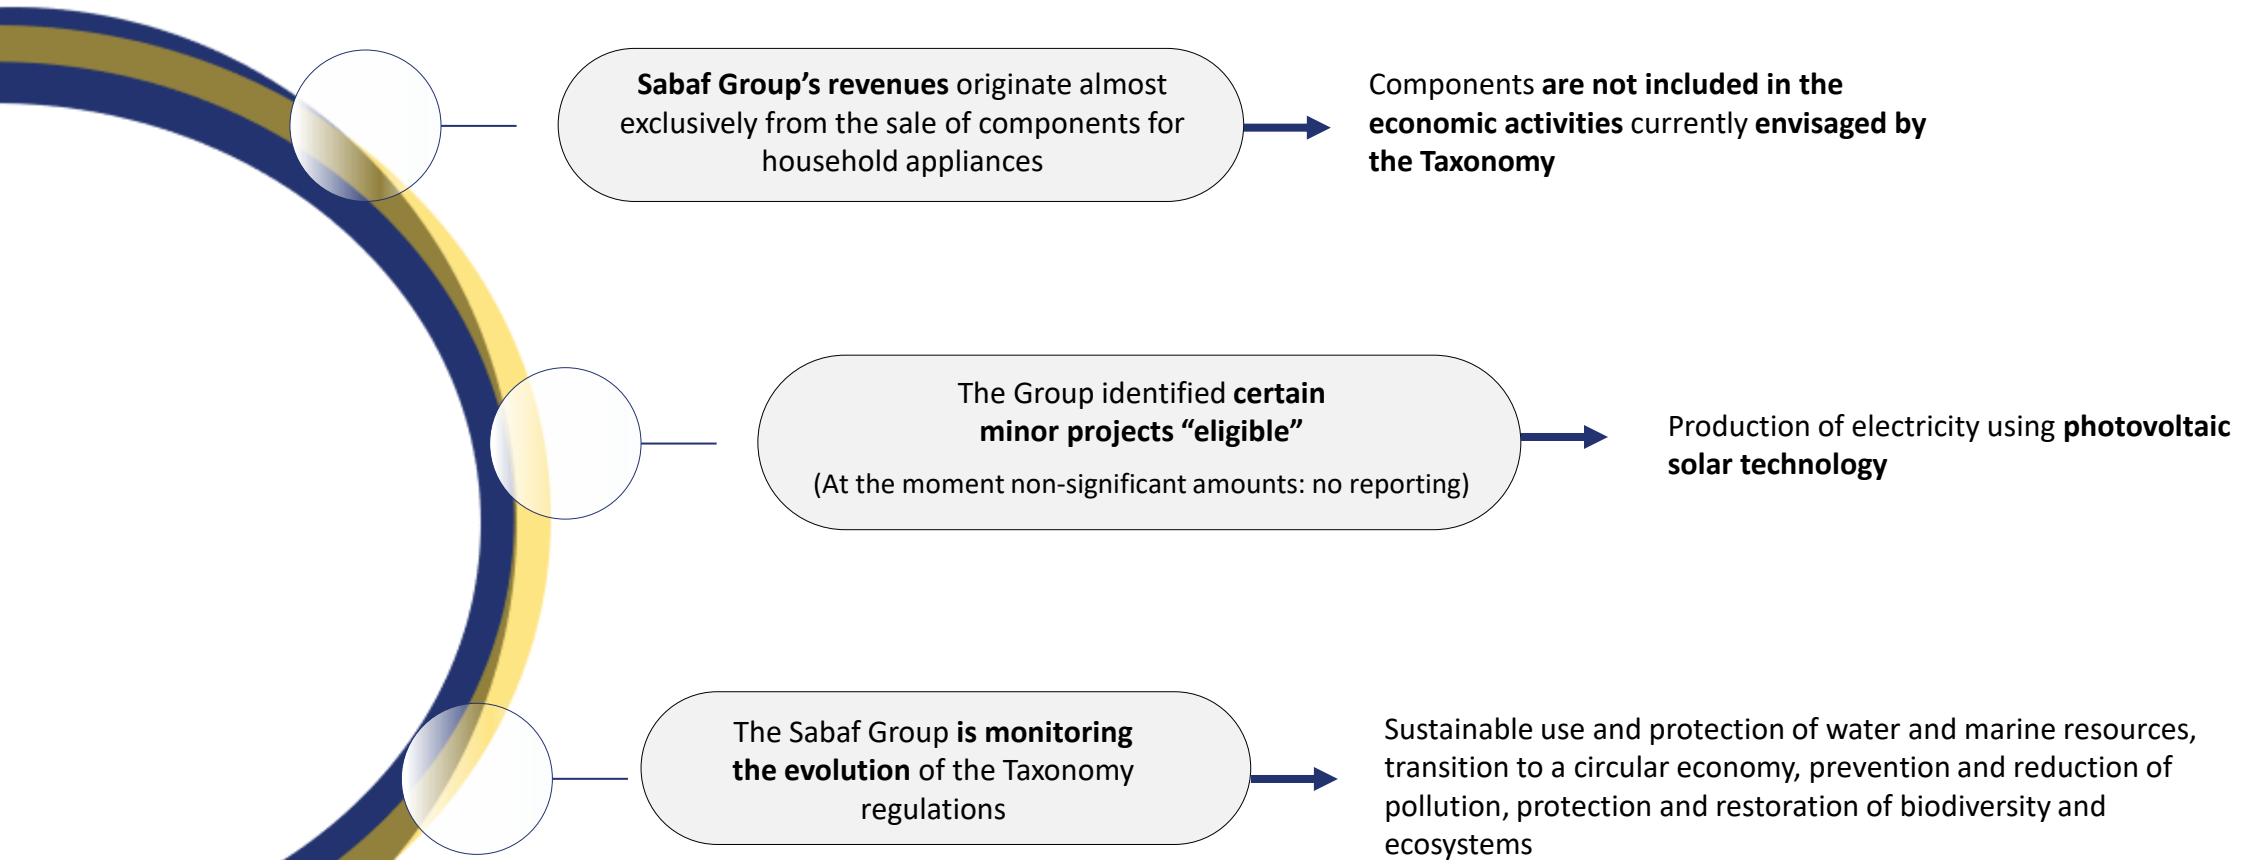 Sabaf Group’s revenues originate almost
exclusively from the sale of components for
household appliances
Components are not included in the
economic activities currently envisaged by
the Taxonomy
The Group identified certain
minor projects “eligible”
(At the moment non-significant amounts: no reporting)
Production of electricity using photovoltaic
solar technology
The Sabaf Group is monitoring
the evolution of the Taxonomy
regulations
Sustainable use and protection of water and marine resources,
transition to a circular economy, prevention and reduction of
pollution, protection and restoration of biodiversity and
ecosystems